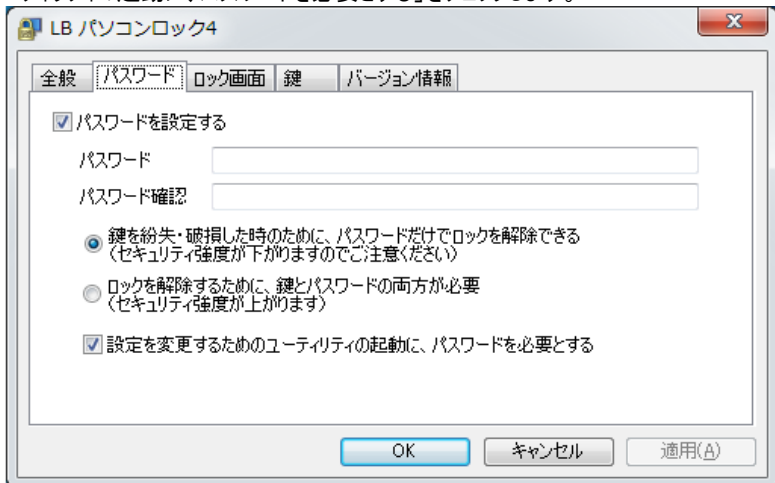 LB パソコンロック4
全般 パスワード ロック画面 鍵 バージョン情報
パスワードを設定する
パスワード
パスワード確認
鍵を紛失・破損した時のために、パスワードだけでロックを解除できる
(セキュリティ強度が下がりますのでご注意ください)
ロックを解除するために、鍵とパスワードの両方が必要
(セキュリティ強度が上がります)
設定を変更するためのユーティリティの起動に、パスワードを必要とする
OK キャンセル 適用(A)